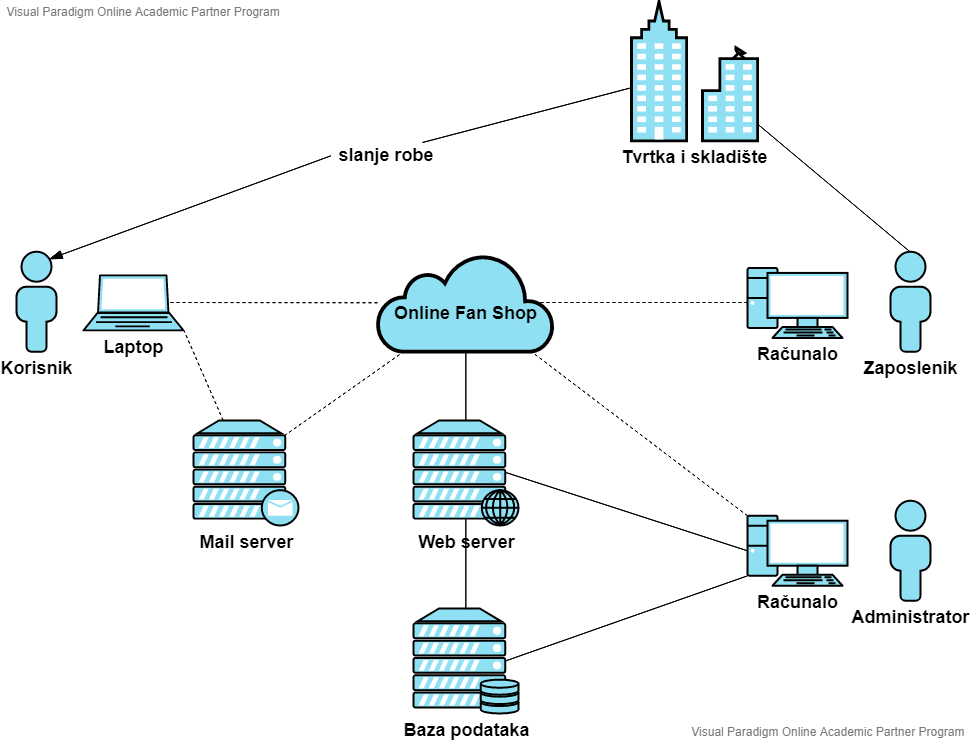 Visual Paradigm Online Academic Partner Program
slanje robe
Tvrtka i skladište
Online Fan Shop
Laptop
Korisnik
Računalo
Zaposlenik
Mail server
Web server
Računalo
Administrator
Baza podataka
Visual Paradigm Online Academic Partner Program